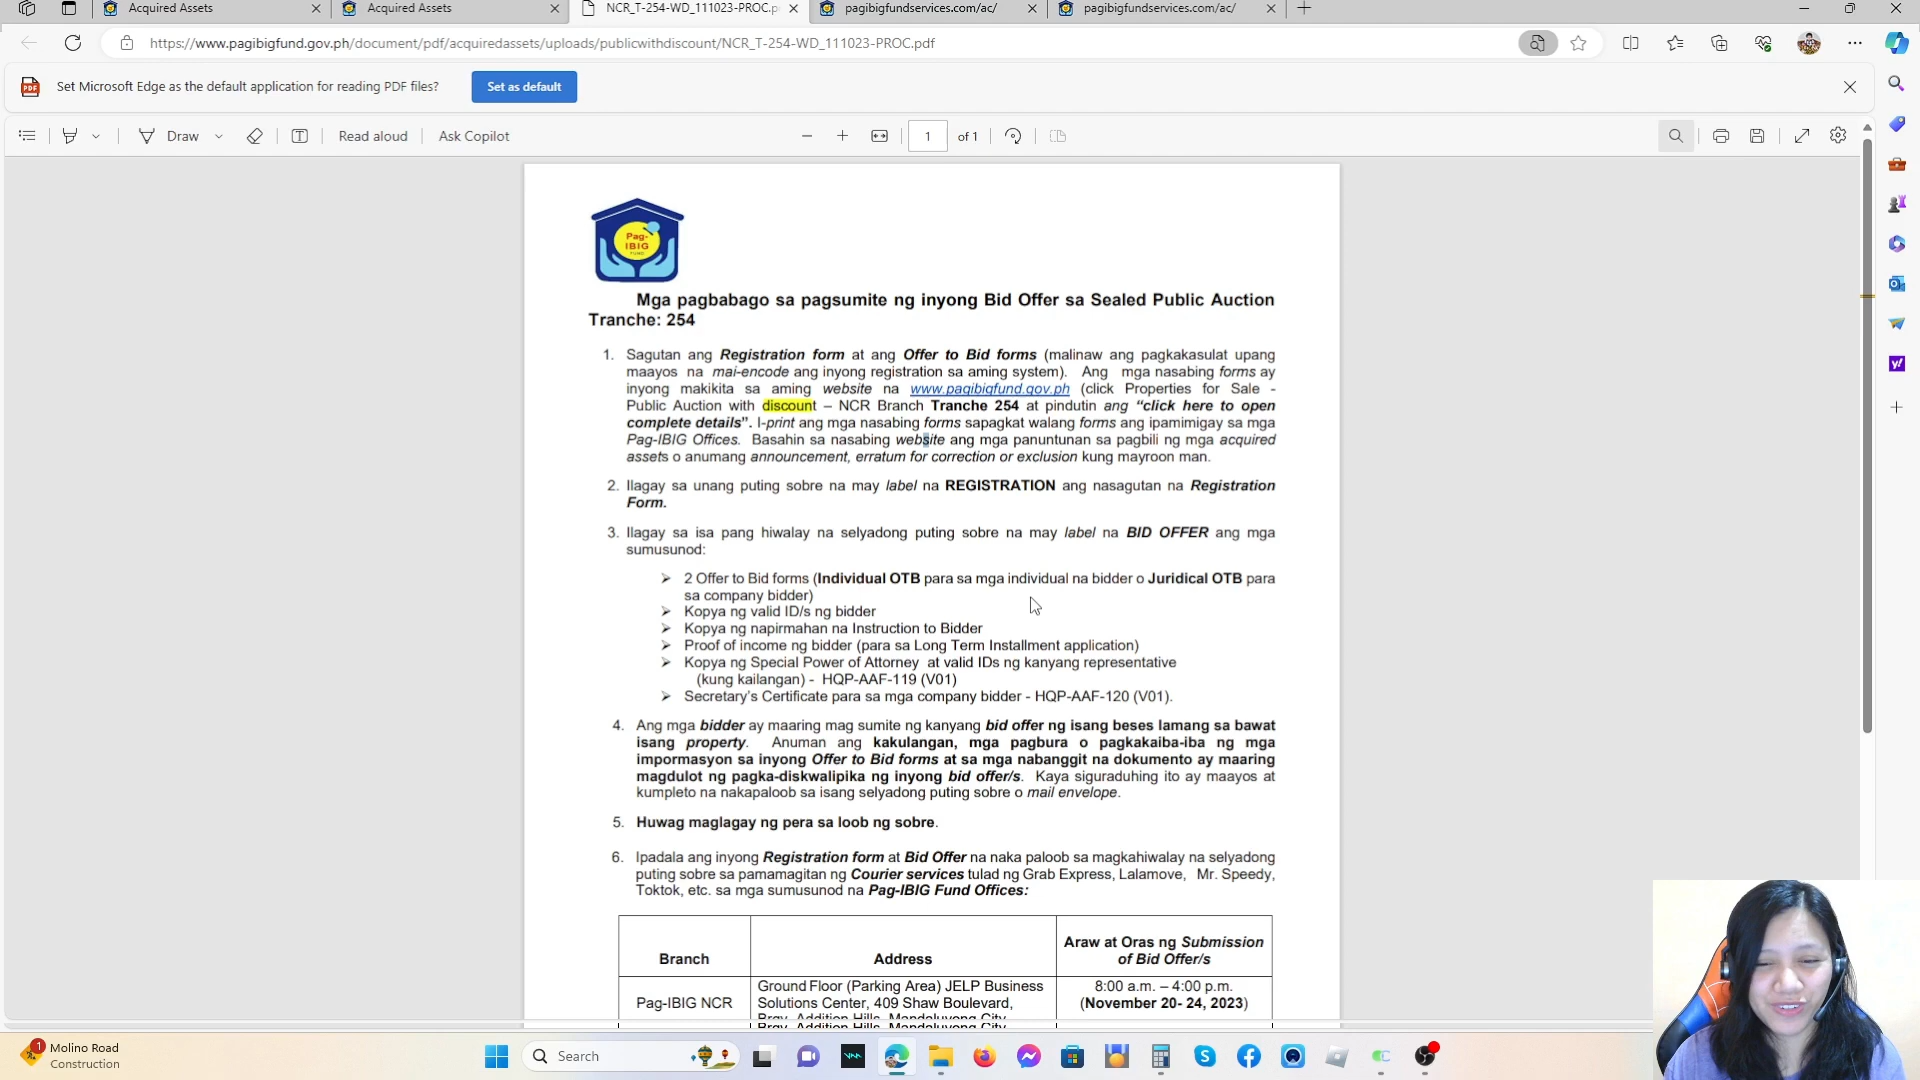 Acquired Assets
Acquired Assets
NCR_T-254-WD_111023-PROC.p
pagibigfundservices.com/ac/
pagibigfundservices.com/ac/
https://www.pagibigfund.gov.ph/document/pdf/acquiredassets/uploads/publicwithdiscount/NCR_T-254-WD_111023-PROC.pdf
Set Microsoft Edge as the default application for reading PDF files?
Set as default
Draw
Read aloud
Ask Copilot
1
of 1
Pag-
IBIG
FUND
Mga pagbabago sa pagsumite ng inyong Bid Offer sa Sealed Public Auction
Tranche: 254
1. Sagutan ang Registration form at ang Offer to Bid forms (malinaw ang pagkakasulat upang
maayos na mai-encode ang inyong registration sa aming system). Ang mga nasabing forms ay
inyong makikita sa aming website na www.pagibigfund.gov.ph (click Properties for Sale -
Public Auction with discount – NCR Branch Tranche 254 at pindutin ang “click here to open
complete details”. I-print ang mga nasabing forms sapagkat walang forms ang ipamimigay sa mga
Pag-IBIG Offices. Basahin sa nasabing website ang mga panuntunan sa pagbili ng mga acquired
assets o anumang announcement, erratum for correction or exclusion kung mayroon man.
2. Ilagay sa unang puting sobre na may label na REGISTRATION ang nasagutan na Registration
Form.
3. Ilagay sa isa pang hiwalay na selyadong puting sobre na may label na BID OFFER ang mga
sumusunod:
➢ 2 Offer to Bid forms (Individual OTB para sa mga individual na bidder o Juridical OTB para
sa company bidder)
➢ Kopya ng valid ID/s ng bidder
➢ Kopya ng napirmahan na Instruction to Bidder
➢ Proof of income ng bidder (para sa Long Term Installment application)
➢ Kopya ng Special Power of Attorney at valid IDs ng kanyang representative
(kung kailangan) - HQP-AAF-119 (V01)
➢ Secretary’s Certificate para sa mga company bidder - HQP-AAF-120 (V01).
4. Ang mga bidder ay maaring mag sumite ng kanyang bid offer ng isang beses lamang sa bawat
isang property. Anuman ang kakulangan, mga pagbura o pagkakaiba-iba ng mga
impormasyon sa inyong Offer to Bid forms at sa mga nabanggit na dokumento ay maaring
magdulot ng pagka-diskwalipika ng inyong bid offer/s. Kaya siguraduhing ito ay maayos at
kumpleto na nakapaloob sa isang selyadong puting sobre o mail envelope.
5. Huwag maglagay ng pera sa loob ng sobre.
6. Ipadala ang inyong Registration form at Bid Offer na naka paloob sa magkahiwalay na selyadong
puting sobre sa pamamagitan ng Courier services tulad ng Grab Express, Lalamove, Mr. Speedy,
Toktok, etc. sa mga sumusunod na Pag-IBIG Fund Offices:
Branch
Address
Araw at Oras ng Submission
of Bid Offer/s
Pag-IBIG NCR
Ground Floor (Parking Area) JELP Business
Solutions Center, 409 Shaw Boulevard,
Brgy. Addition Hills, Mandaluyong City
8:00 a.m. – 4:00 p.m.
(November 20- 24, 2023)
1
Molino Road
Construction
Search